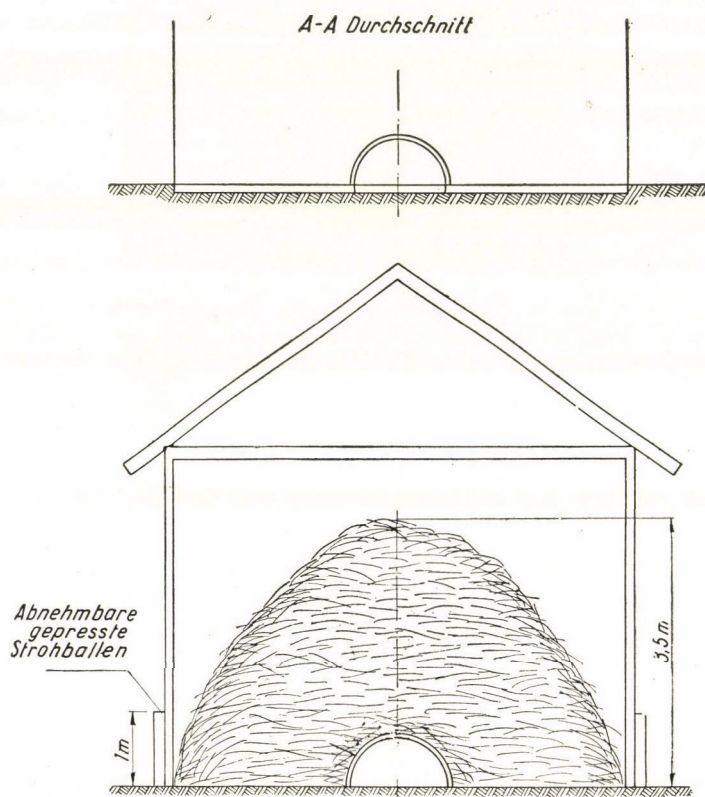 A-A Durchschnitt
Abnehmbare
gepresste
Strohballen
1m
3,5m